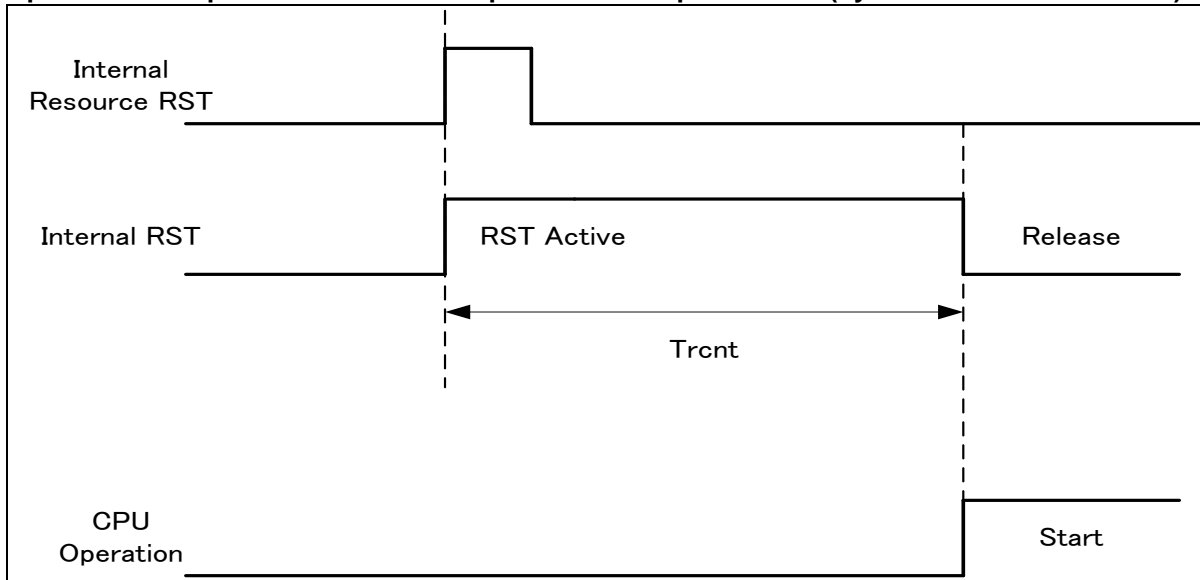 Internal
Resource RST
Internal RST
RST Active
Release
Trcnt
CPU
Operation
Start